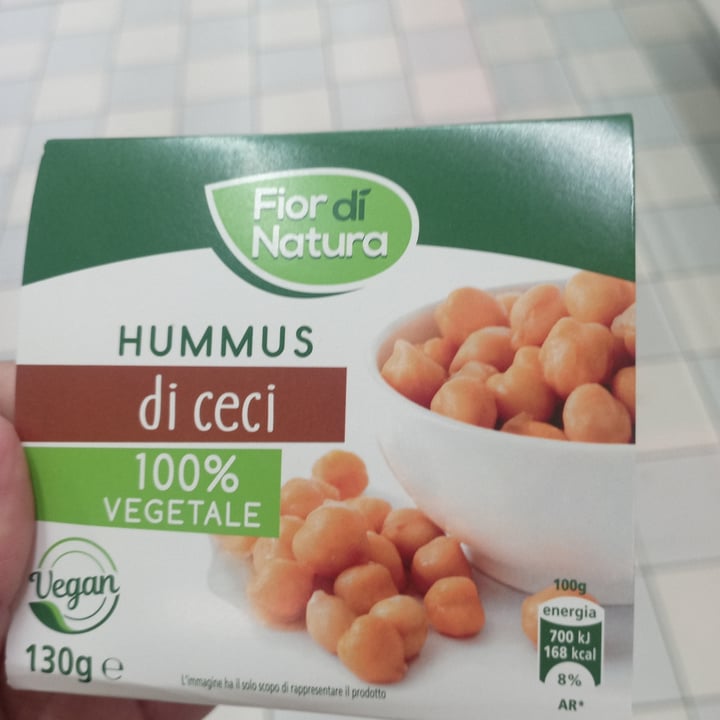 Fior di
Natura
HUMMUS
di ceci
100%
VEGETALE
Vegan
130g ℮
L'immagine ha il solo scopo di rappresentare il prodotto
100g
energia
700 kJ
168 kcal
8%
AR*